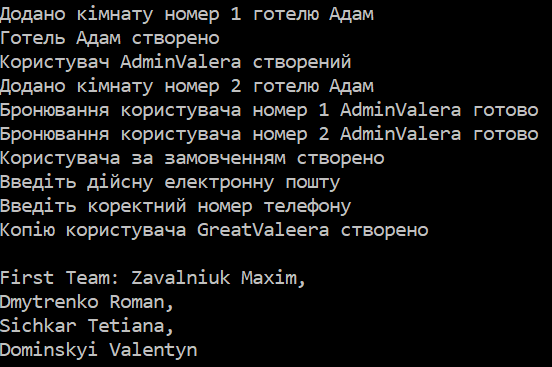 Додано кімнату номер 1 готелю Адам
Готель Адам створено
Користувач AdminValera створений
Додано кімнату номер 2 готелю Адам
Бронювання користувача номер 1 AdminValera готово
Бронювання користувача номер 2 AdminValera готово
Користувача за замовченням створено
Введіть дійсну електронну пошту
Введіть коректний номер телефону
Копію користувача GreatValeera створено
First Team: Zavalniuk Maxim,
Dmytrenko Roman,
Sichkar Tetiana,
Dominskyi Valentyn